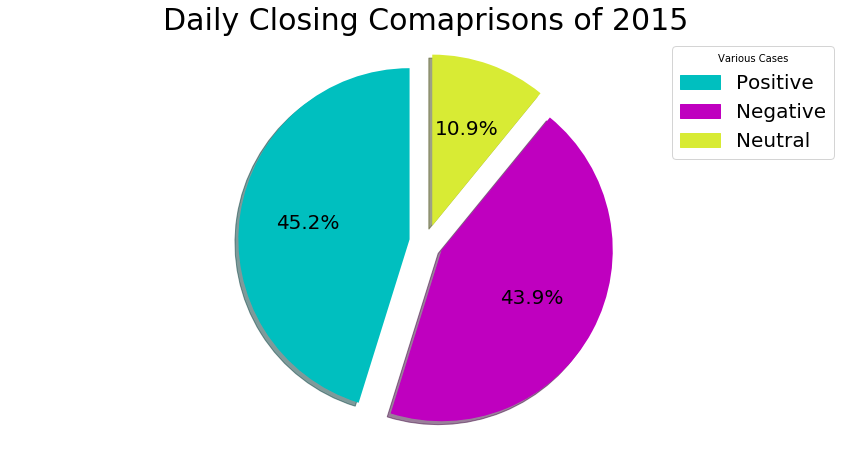 Daily Closing Comaprisons of 2015
Various Cases
Positive
Negative
Neutral
10.9%
45.2%
43.9%